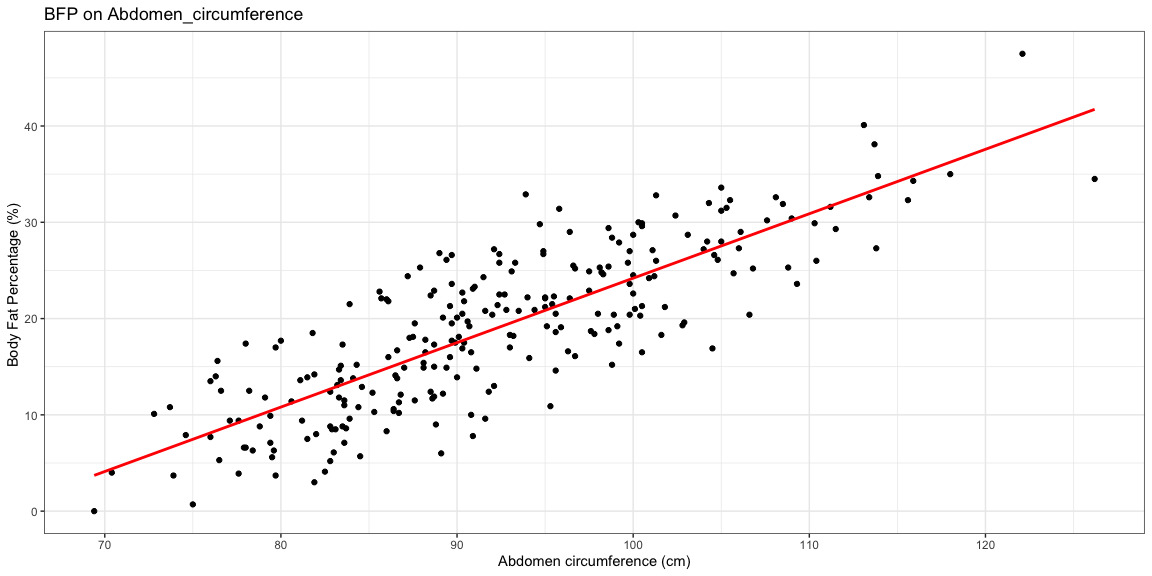 BFP on Abdomen_circumference
Body Fat Percentage (%)
40
30
20
10
0
70 80 90 100 110 120
Abdomen circumference (cm)